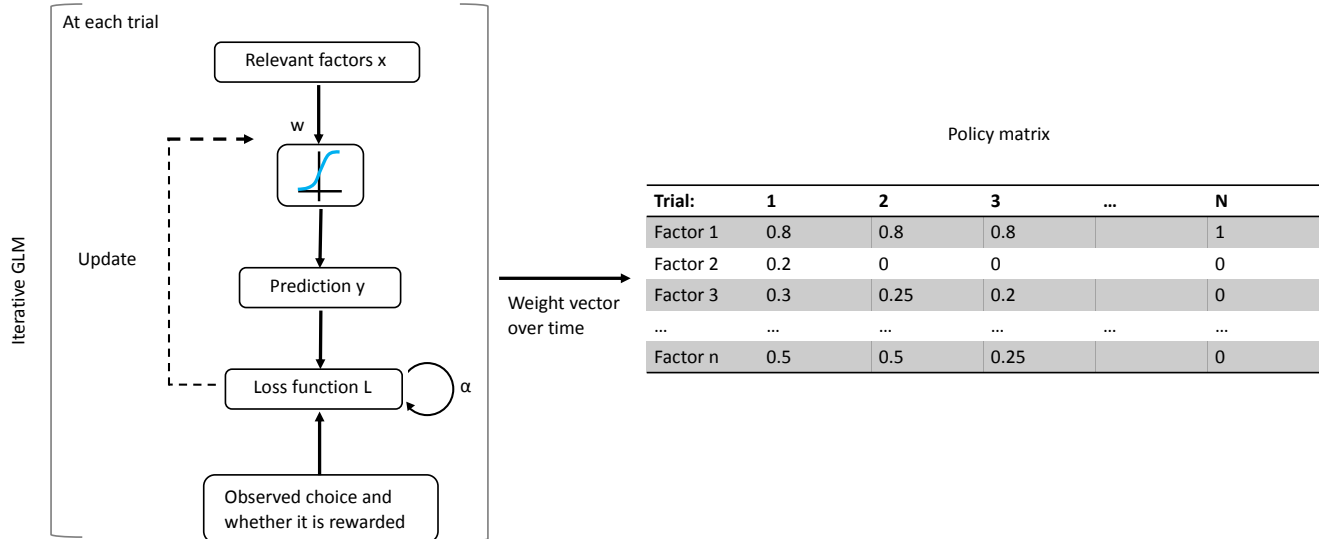 At each trial
Relevant factors x
w
Update
Prediction y
Loss function L
α
Observed choice and
whether it is rewarded
Iterative GLM
Weight vector
over time
Policy matrix
Trial: 1 2 3 ... N
Factor 1 0.8 0.8 0.8 1
Factor 2 0.2 0 0 0
Factor 3 0.3 0.25 0.2 0
... ... ... ... ... ...
Factor n 0.5 0.5 0.25 0